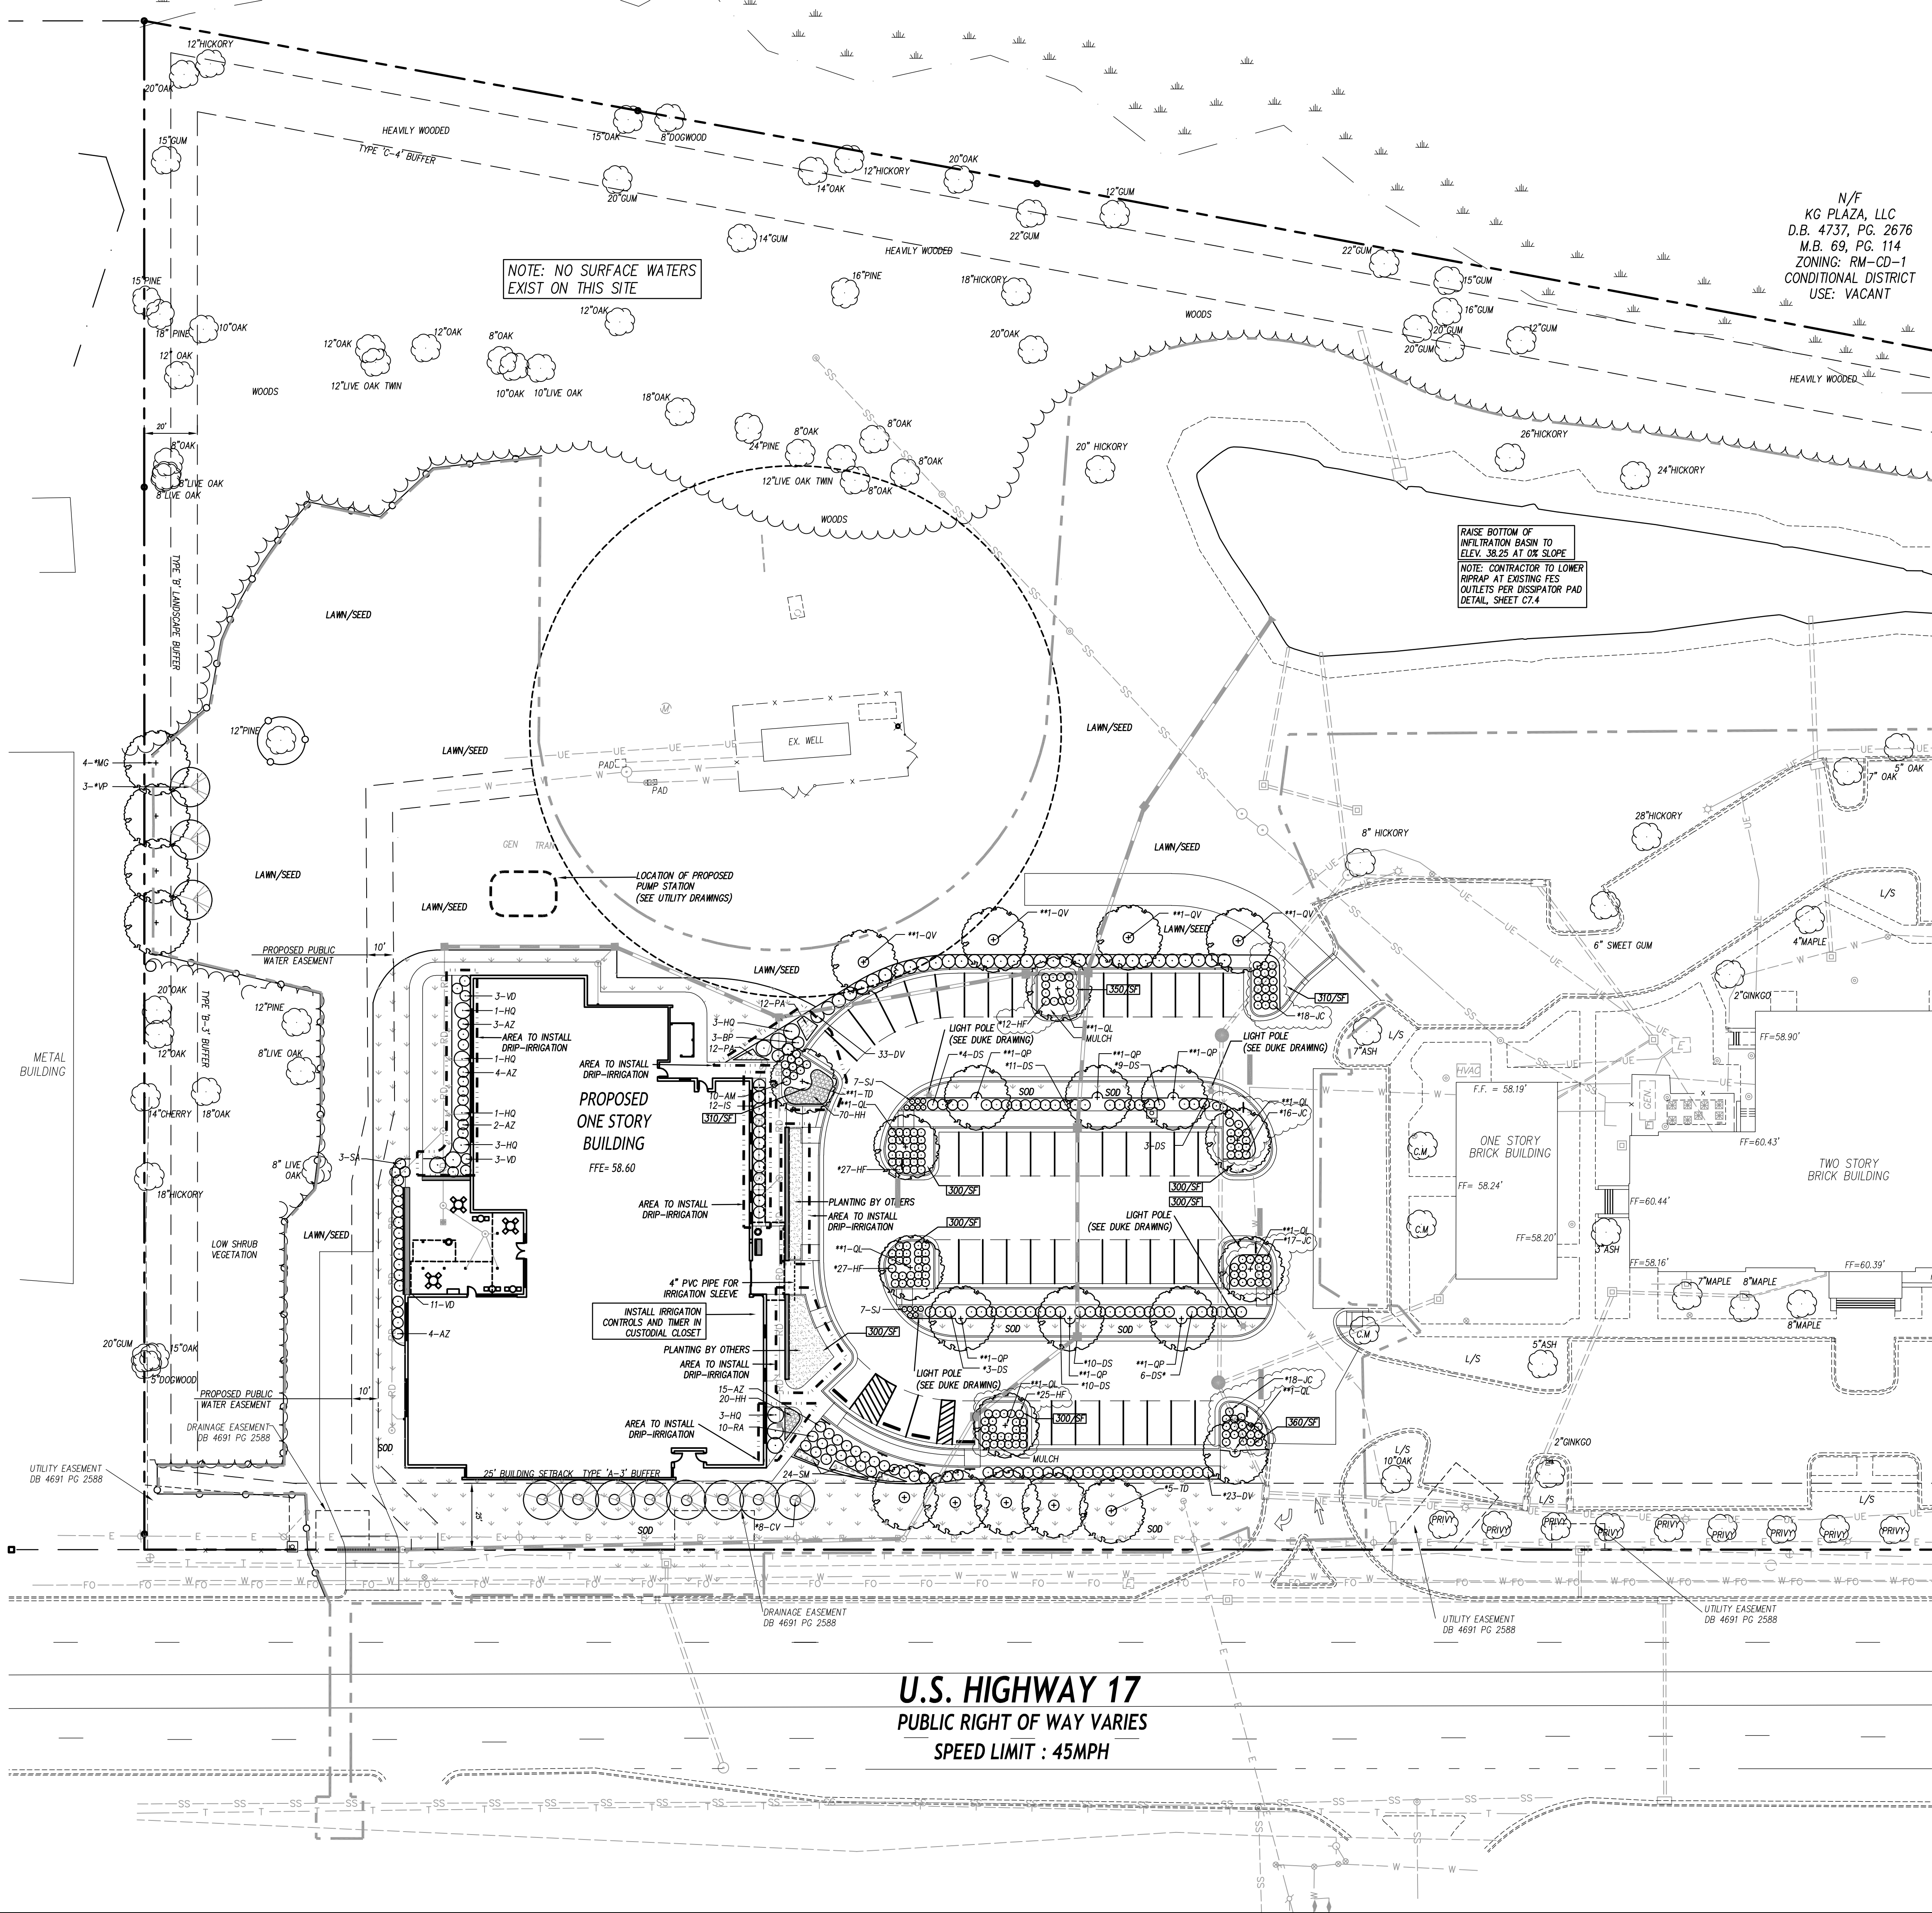 12"HICKORY
20"OAK
HEAVILY WOODED
TYPE 'C-4' BUFFER
15"OAK
8"DOGWOOD
15"GUM
20"GUM
12"HICKORY
14"OAK
20"OAK
12"GUM
22"GUM
14"GUM
HEAVILY WOODED
N/F
KG PLAZA, LLC
D.B. 4737, PG. 2676
M.B. 69, PG. 114
ZONING: RM-CD-1
CONDITIONAL DISTRICT
USE: VACANT
NOTE: NO SURFACE WATERS
EXIST ON THIS SITE
22"GUM
15"GUM
16"GUM
20"GUM
20"GUM
12"GUM
16"PINE
18"HICKORY
15"PINE
18" PINE
10"OAK
12" OAK
12"OAK
12"LIVE OAK TWIN
12"OAK
8"OAK
10"OAK
10"LIVE OAK
12"OAK
20"OAK
WOODS
WOODS
HEAVILY WOODED
18"OAK
24"PINE
8"OAK
8"OAK
8"OAK
12"LIVE OAK TWIN
8"OAK
20" HICKORY
26"HICKORY
24"HICKORY
20'
8"OAK
8"LIVE OAK
8"LIVE OAK
WOODS
RAISE BOTTOM OF
INFILTRATION BASIN TO
ELEV. 38.25 AT 0% SLOPE
NOTE: CONTRACTOR TO LOWER
RIPRAP AT EXISTING FES
OUTLETS PER DISSIPATOR PAD
DETAIL, SHEET C7.4
TYPE 'B' LANDSCAPE BUFFER
LAWN/SEED
12"PINE
LAWN/SEED
EX. WELL
PAD
PAD
LAWN/SEED
4-*MG
3-*VP
GEN
TRAN
LOCATION OF PROPOSED
PUMP STATION
(SEE UTILITY DRAWINGS)
LAWN/SEED
LAWN/SEED
LAWN/SEED
8" HICKORY
28"HICKORY
7" OAK
5" OAK
6" SWEET GUM
4"MAPLE
L/S
2"GINKGO
**1-QV
**1-QV
**1-QV
**1-QV
LAWN/SEED
PROPOSED PUBLIC
WATER EASEMENT
10'
LAWN/SEED
20"OAK
12"OAK
TYPE 'B-3' BUFFER
12"PINE
8"LIVE OAK
14"CHERRY
18"OAK
METAL
BUILDING
3-VD
1-HQ
3-AZ
AREA TO INSTALL
DRIP-IRRIGATION
1-HQ
4-AZ
1-HQ
2-AZ
3-HQ
3-VD
3-SA
PROPOSED
ONE STORY
BUILDING
FFE= 58.60
12-PA
3-HQ
3-BP
12-PA
AREA TO INSTALL
DRIP-IRRIGATION
33-DV
10-AM
12-IS
310/SF
**1-TD
**1-QL
70-HH
350/SF
*12-HF
**1-QL
MULCH
310/SF
*18-JC
LIGHT POLE
(SEE DUKE DRAWING)
LIGHT POLE
(SEE DUKE DRAWING)
*4-DS
**1-QP
*11-DS
**1-QP
*9-DS
**1-QP
7-SJ
SOD
SOD
**1-QL
*16-JC
3-DS
*27-HF
300/SF
300/SF
300/SF
7"ASH
L/S
HVAC
F.F. = 58.19'
ONE STORY
BRICK BUILDING
FF= 58.24'
FF=58.20'
C.M
C.M
C.M
GEN.
FF=58.90'
FF=60.43'
TWO STORY
BRICK BUILDING
FF=60.44'
3"ASH
FF=58.16'
FF=60.39'
18"HICKORY
8" LIVE
OAK
LAWN/SEED
LOW SHRUB
VEGETATION
AREA TO INSTALL
DRIP-IRRIGATION
PLANTING BY OTHERS
AREA TO INSTALL
DRIP-IRRIGATION
300/SF
**1-QL
*27-HF
LIGHT POLE
(SEE DUKE DRAWING)
**1-QL
*17-JC
11-VD
4-AZ
4" PVC PIPE FOR
IRRIGATION SLEEVE
INSTALL IRRIGATION
CONTROLS AND TIMER IN
CUSTODIAL CLOSET
PLANTING BY OTHERS
AREA TO INSTALL
DRIP-IRRIGATION
7-SJ
300/SF
SOD
SOD
**1-QP
*3-DS
*10-DS
**1-QP
*10-DS
**1-QP
6-DS*
LIGHT POLE
(SEE DUKE DRAWING)
7"MAPLE
8"MAPLE
8"MAPLE
5"ASH
L/S
L/S
20"GUM
15"OAK
5"DOGWOOD
PROPOSED PUBLIC
WATER EASEMENT
10'
DRAINAGE EASEMENT
DB 4691 PG 2588
SOD
15-AZ
20-HH
3-HQ
10-RA
AREA TO INSTALL
DRIP-IRRIGATION
**1-QL
*25-HF
300/SF
MULCH
*18-JC
**1-QL
360/SF
UTILITY EASEMENT
DB 4691 PG 2588
25' BUILDING SETBACK TYPE 'A-3' BUFFER
24-SM
25'
SOD
*8-CV
*5-TD
*23-DV
SOD
L/S
10"OAK
2"GINKGO
L/S
L/S
PRIVY
PRIVY
PRIVY
PRIVY
PRIVY
PRIVY
PRIVY
PRIVY
PRIVY
DRAINAGE EASEMENT
DB 4691 PG 2588
UTILITY EASEMENT
DB 4691 PG 2588
UTILITY EASEMENT
DB 4691 PG 2588
U.S. HIGHWAY 17
PUBLIC RIGHT OF WAY VARIES
SPEED LIMIT : 45MPH